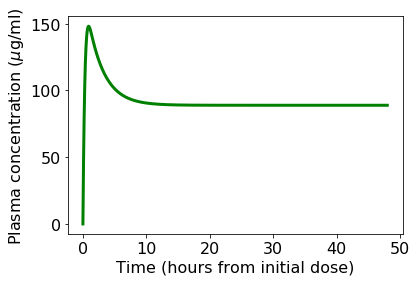 Plasma concentration (μg/ml)
150
100
50
0
0 10 20 30 40 50
Time (hours from initial dose)